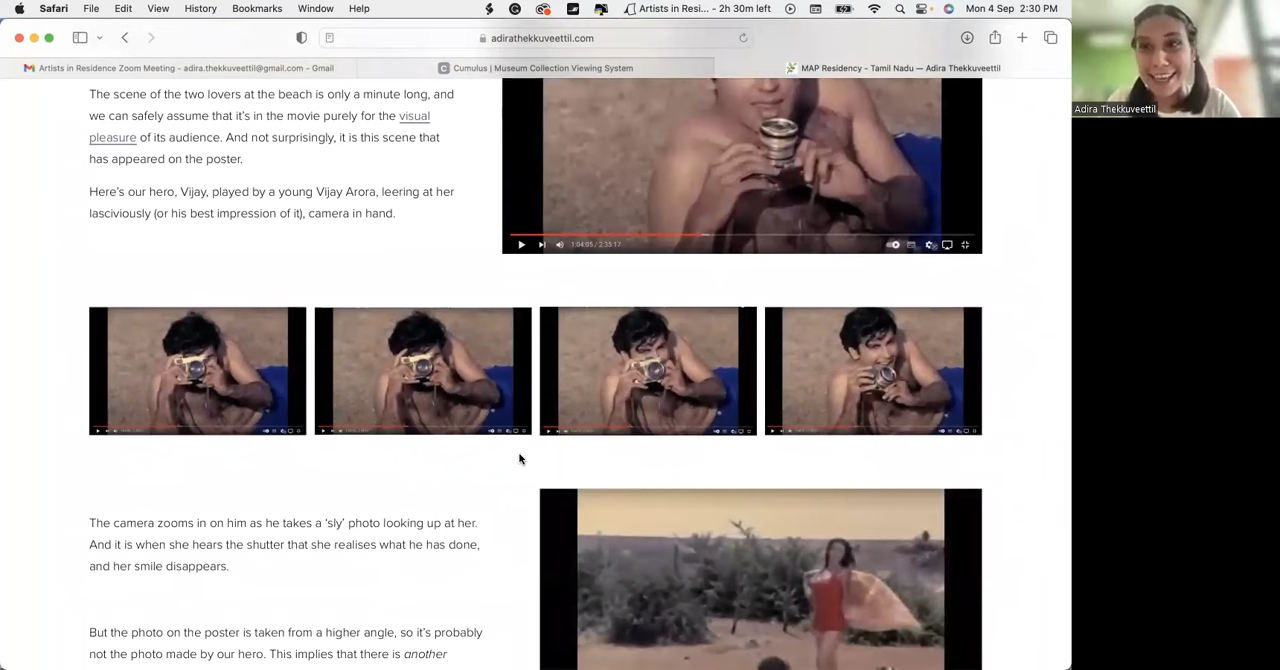 Safari File Edit View History Bookmarks Window Help Artists in Resi... - 2h 30m left Mon 4 Sep 2:30 PM
adirathekkuveettil.com
Artists in Residence Zoom Meeting - adira.thekkuveettil@gmail.com - Gmail Cumulus | Museum Collection Viewing System MAP Residency - Tamil Nadu — Adira Thekkuveettil
Adira Thekkuveettil
The scene of the two lovers at the beach is only a minute long, and
we can safely assume that it's in the movie purely for the visual
pleasure of its audience. And not surprisingly, it is this scene that
has appeared on the poster.
Here's our hero, Vijay, played by a young Vijay Arora, leering at her
lasciviously (or his best impression of it), camera in hand.
1:04:05 / 2:35:17
The camera zooms in on him as he takes a 'sly' photo looking up at her.
And it is when she hears the shutter that she realises what he has done,
and her smile disappears.
But the photo on the poster is taken from a higher angle, so it's probably
not the photo made by our hero. This implies that there is another